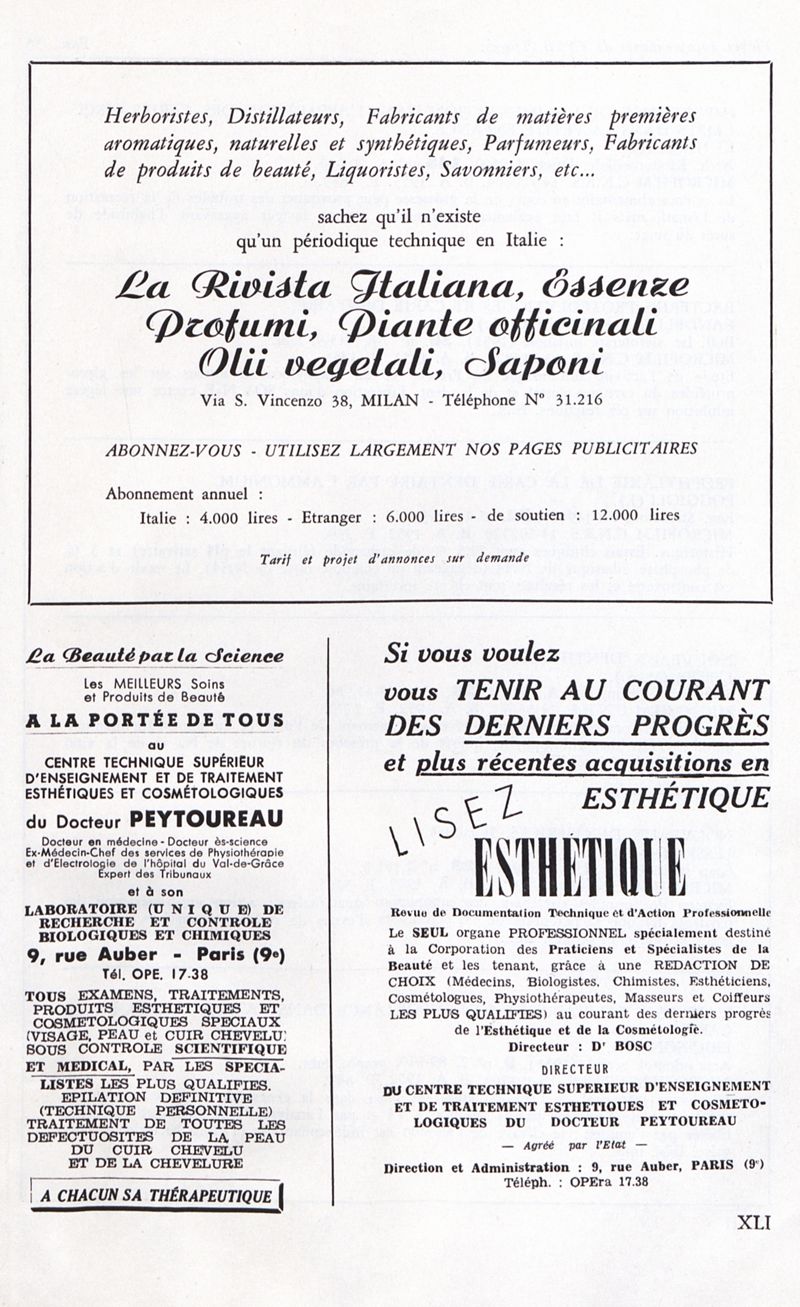 Herboristes, Distillateurs, Fabricants de matières premières
aromatiques, naturelles et synthétiques, Parfumeurs, Fabricants
de produits de beauté, Liquoristes, Savonniers, etc...
sachez qu'il n'existe
qu'un périodique technique en Italie :
La Rivista Italiana, Essenze
Profumi, Piante officinali
Olii vegetali, Saponi
Via S. Vincenzo 38, MILAN - Téléphone N° 31.216
ABONNEZ-VOUS - UTILISEZ LARGEMENT NOS PAGES PUBLICITAIRES
Abonnement annuel :
Italie : 4.000 lires - Etranger : 6.000 lires - de soutien : 12.000 lires
Tarif et projet d'annonces sur demande
La Beauté par la Science
Les MEILLEURS Soins
et Produits de Beauté
A LA PORTÉE DE TOUS
au
CENTRE TECHNIQUE SUPÉRIEUR
D'ENSEIGNEMENT ET DE TRAITEMENT
ESTHÉTIQUES ET COSMÉTOLOGIQUES
du Docteur PEYTOUREAU
Docteur en médecine - Docteur ès-science
Ex-Médecin-Chef des services de Physiothérapie
et d'Electrologie de l'hôpital du Val-de-Grâce
Expert des Tribunaux
et à son
LABORATOIRE (UNIQUE) DE
RECHERCHE ET CONTROLE
BIOLOGIQUES ET CHIMIQUES
9, rue Auber - Paris (9e)
Tél. OPE. 17.38
TOUS EXAMENS, TRAITEMENTS,
PRODUITS ESTHETIQUES ET
COSMETOLOGIQUES SPECIAUX
(VISAGE, PEAU et CUIR CHEVELU)
SOUS CONTROLE SCIENTIFIQUE
ET MEDICAL, PAR LES SPECIA-
LISTES LES PLUS QUALIFIES.
EPILATION DEFINITIVE
(TECHNIQUE PERSONNELLE)
TRAITEMENT DE TOUTES LES
DEFECTUOSITES DE LA PEAU
DU CUIR CHEVELU
ET DE LA CHEVELURE
A CHACUN SA THÉRAPEUTIQUE
Si vous voulez
vous TENIR AU COURANT
DES DERNIERS PROGRÈS
et plus récentes acquisitions en
ESTHÉTIQUE
LISEZ
ESTHETIQUE
Revue de Documentation Technique et d'Action Professionnelle
Le SEUL organe PROFESSIONNEL spécialement destiné
à la Corporation des Praticiens et Spécialistes de la
Beauté et les tenant, grâce à une REDACTION DE
CHOIX (Médecins, Biologistes, Chimistes, Esthéticiens,
Cosmétologues, Physiothérapeutes, Masseurs et Coiffeurs
LES PLUS QUALIFIES) au courant des derniers progrès
de l'Esthétique et de la Cosmétologie.
Directeur : Dr BOSC
DIRECTEUR
DU CENTRE TECHNIQUE SUPERIEUR D'ENSEIGNEMENT
ET DE TRAITEMENT ESTHETIQUES ET COSMETO-
LOGIQUES DU DOCTEUR PEYTOUREAU
— Agréé par l'Etat —
Direction et Administration : 9, rue Auber, PARIS (9e)
Téléph. : OPEra 17.38
XLI